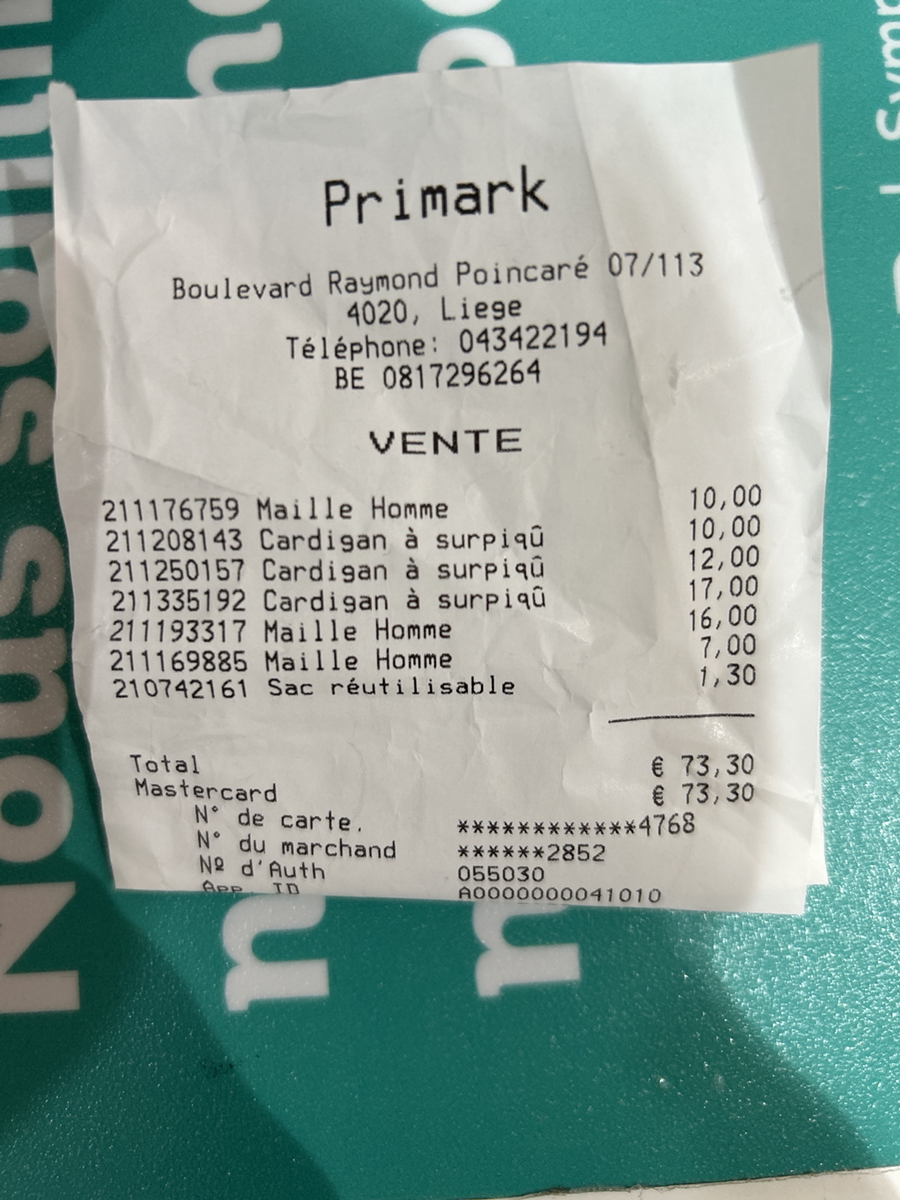 Primark
Boulevard Raymond Poincaré 07/113
4020, Liege
Téléphone: 043422194
BE 0817296264
VENTE
211176759 Maille Homme 10,00
211208143 Cardigan à surpiqû 10,00
211250157 Cardigan à surpiqû 12,00
211335192 Cardigan à surpiqû 17,00
211193317 Maille Homme 16,00
211169885 Maille Homme 7,00
210742161 Sac réutilisable 1,30
Total € 73,30
Mastercard € 73,30
N° de carte. ************4768
N° du marchand ******2852
Nº d'Auth 055030
App. ID A0000000041010
Nous